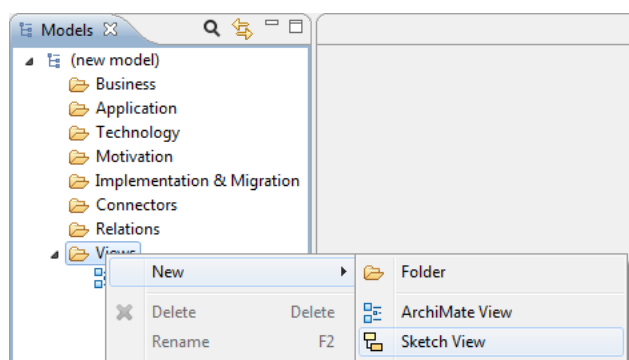 Models
(new model)
Business
Application
Technology
Motivation
Implementation & Migration
Connectors
Relations
Views
New
Folder
Delete Delete
ArchiMate View
Rename F2
Sketch View